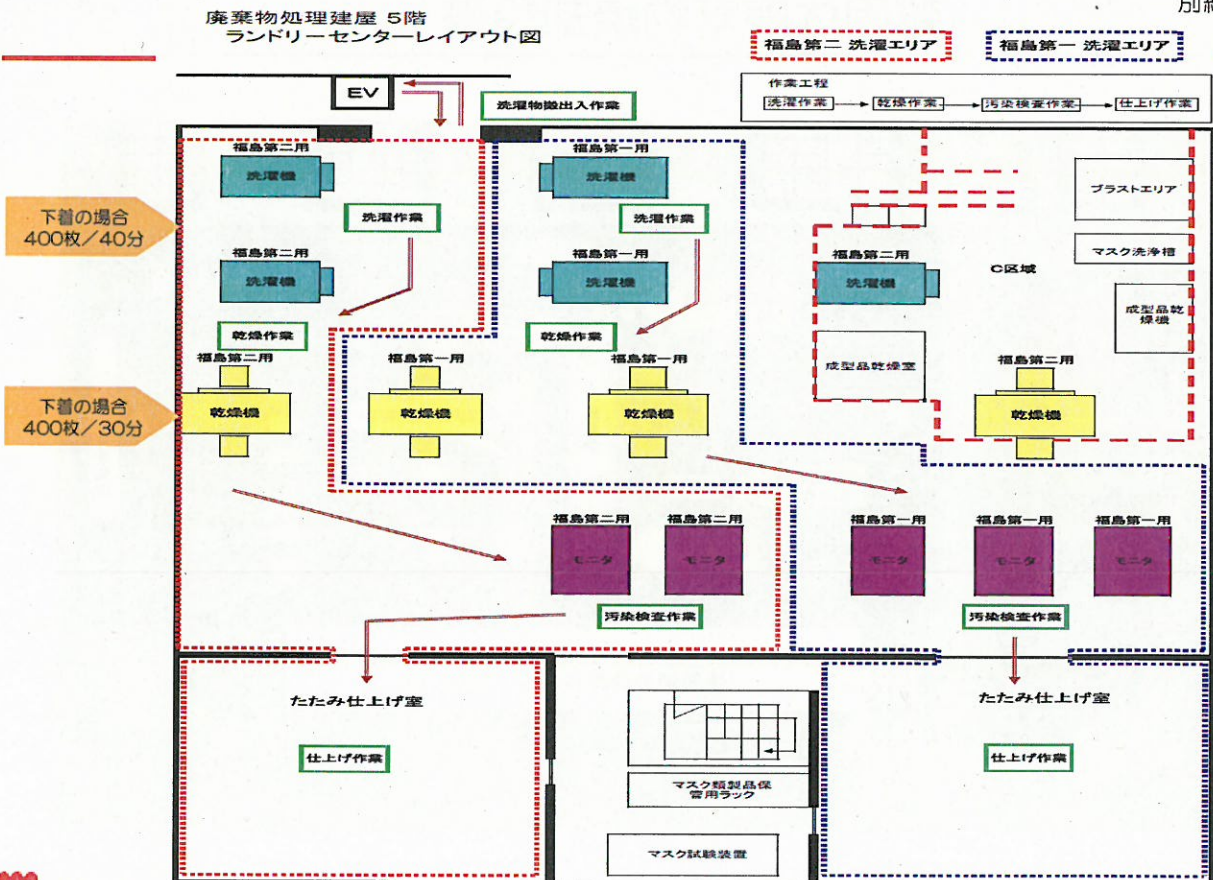 別紙
廃棄物処理建屋 5階
ランドリーセンターレイアウト図
福島第二 洗濯エリア
福島第一 洗濯エリア
作業工程
洗濯作業
乾燥作業
汚染検査作業
仕上げ作業
EV
洗濯物搬出入作業
福島第二用
洗濯機
福島第一用
洗濯機
ブラストエリア
下着の場合
400枚/40分
洗濯作業
洗濯作業
マスク洗浄槽
福島第二用
洗濯機
福島第一用
洗濯機
福島第二用
洗濯機
C区域
成型品乾
燥機
乾燥作業
乾燥作業
成型品乾燥室
福島第二用
乾燥機
福島第一用
乾燥機
福島第一用
乾燥機
福島第二用
乾燥機
下着の場合
400枚/30分
福島第二用
モニタ
福島第二用
モニタ
福島第一用
モニタ
福島第一用
モニタ
福島第一用
モニタ
汚染検査作業
汚染検査作業
たたみ仕上げ室
たたみ仕上げ室
仕上げ作業
仕上げ作業
マスク類製品保
管用ラック
マスク試験装置